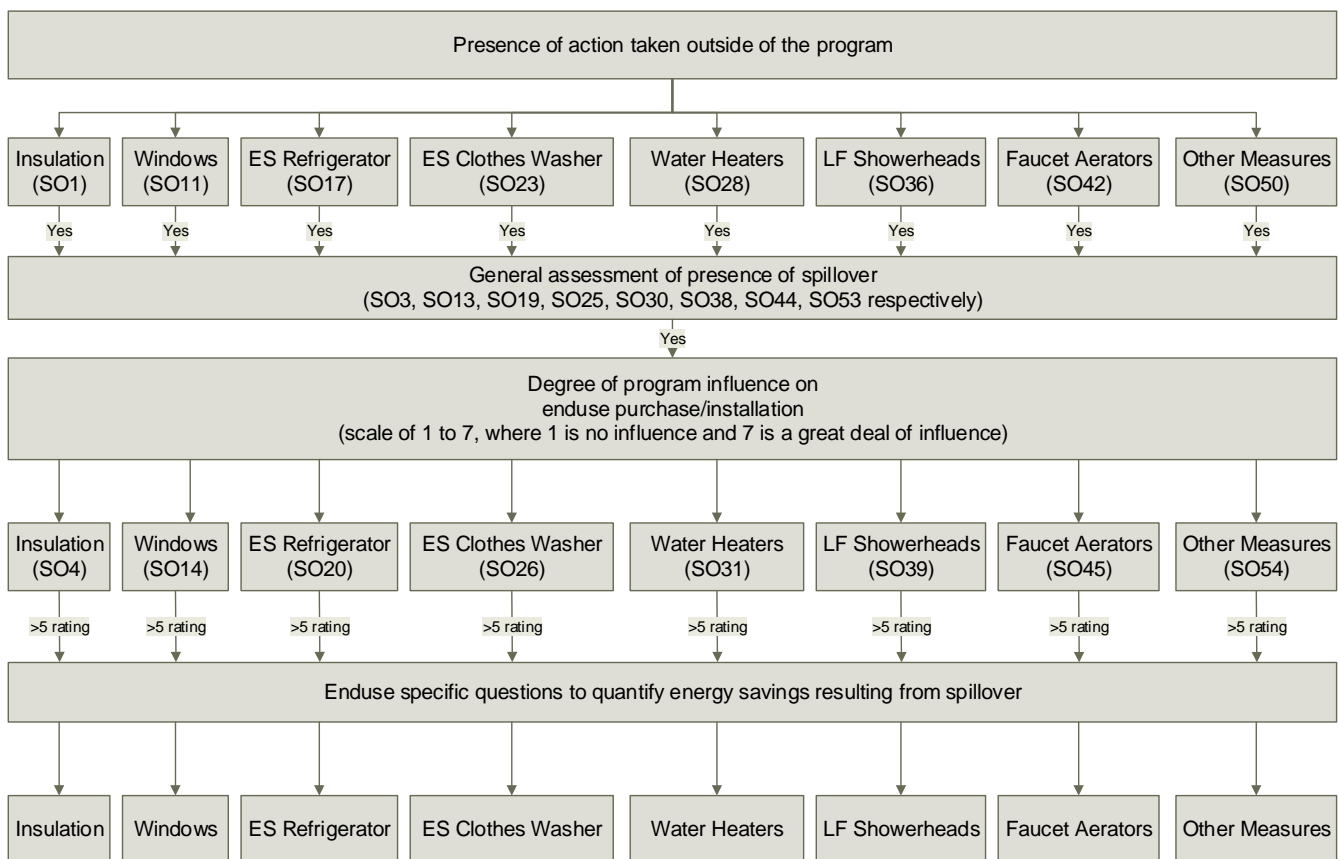 Presence of action taken outside of the program
Insulation
(SO1)
Windows
(SO11)
ES Refrigerator
(SO17)
ES Clothes Washer
(SO23)
Water Heaters
(SO28)
LF Showerheads
(SO36)
Faucet Aerators
(SO42)
Other Measures
(SO50)
Yes
Yes
Yes
Yes
Yes
Yes
Yes
Yes
General assessment of presence of spillover
(SO3, SO13, SO19, SO25, SO30, SO38, SO44, SO53 respectively)
Yes
Degree of program influence on
enduse purchase/installation
(scale of 1 to 7, where 1 is no influence and 7 is a great deal of influence)
Insulation
(SO4)
Windows
(SO14)
ES Refrigerator
(SO20)
ES Clothes Washer
(SO26)
Water Heaters
(SO31)
LF Showerheads
(SO39)
Faucet Aerators
(SO45)
Other Measures
(SO54)
>5 rating
>5 rating
>5 rating
>5 rating
>5 rating
>5 rating
>5 rating
>5 rating
Enduse specific questions to quantify energy savings resulting from spillover
Insulation
Windows
ES Refrigerator
ES Clothes Washer
Water Heaters
LF Showerheads
Faucet Aerators
Other Measures